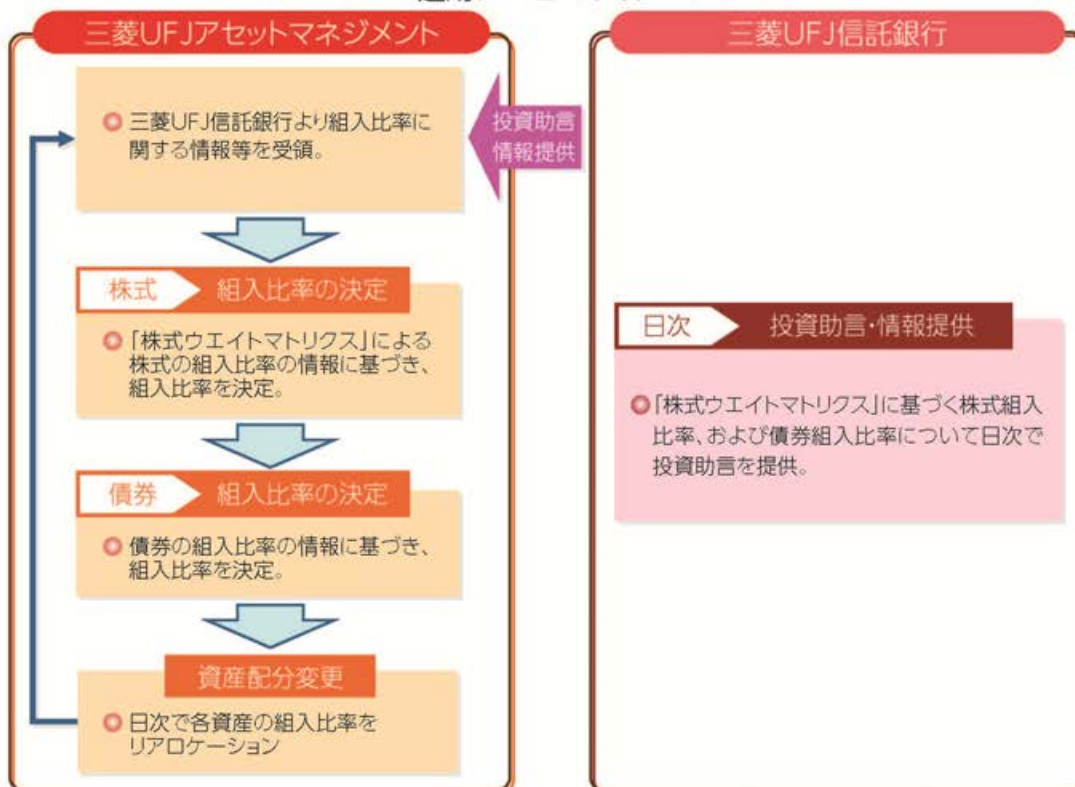 三菱UFJアセットマネジメント
三菱UFJ信託銀行
三菱UFJ信託銀行より組入比率に
関する情報等を受領。
投資助言
情報提供
株式 組入比率の決定
「株式ウエイトマトリクス」による
株式の組入比率の情報に基づき、
組入比率を決定。
債券 組入比率の決定
債券の組入比率の情報に基づき、
組入比率を決定。
資産配分変更
日次で各資産の組入比率を
リアロケーション
日次 投資助言・情報提供
「株式ウエイトマトリクス」に基づく株式組入
比率、および債券組入比率について日次で
投資助言を提供。